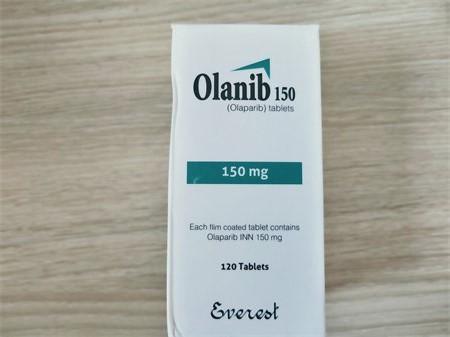 Olanib 150
(Olaparib) tablets
150 mg
Each film coated tablet contains
Olaparib INN 150 mg
120 Tablets
Everest